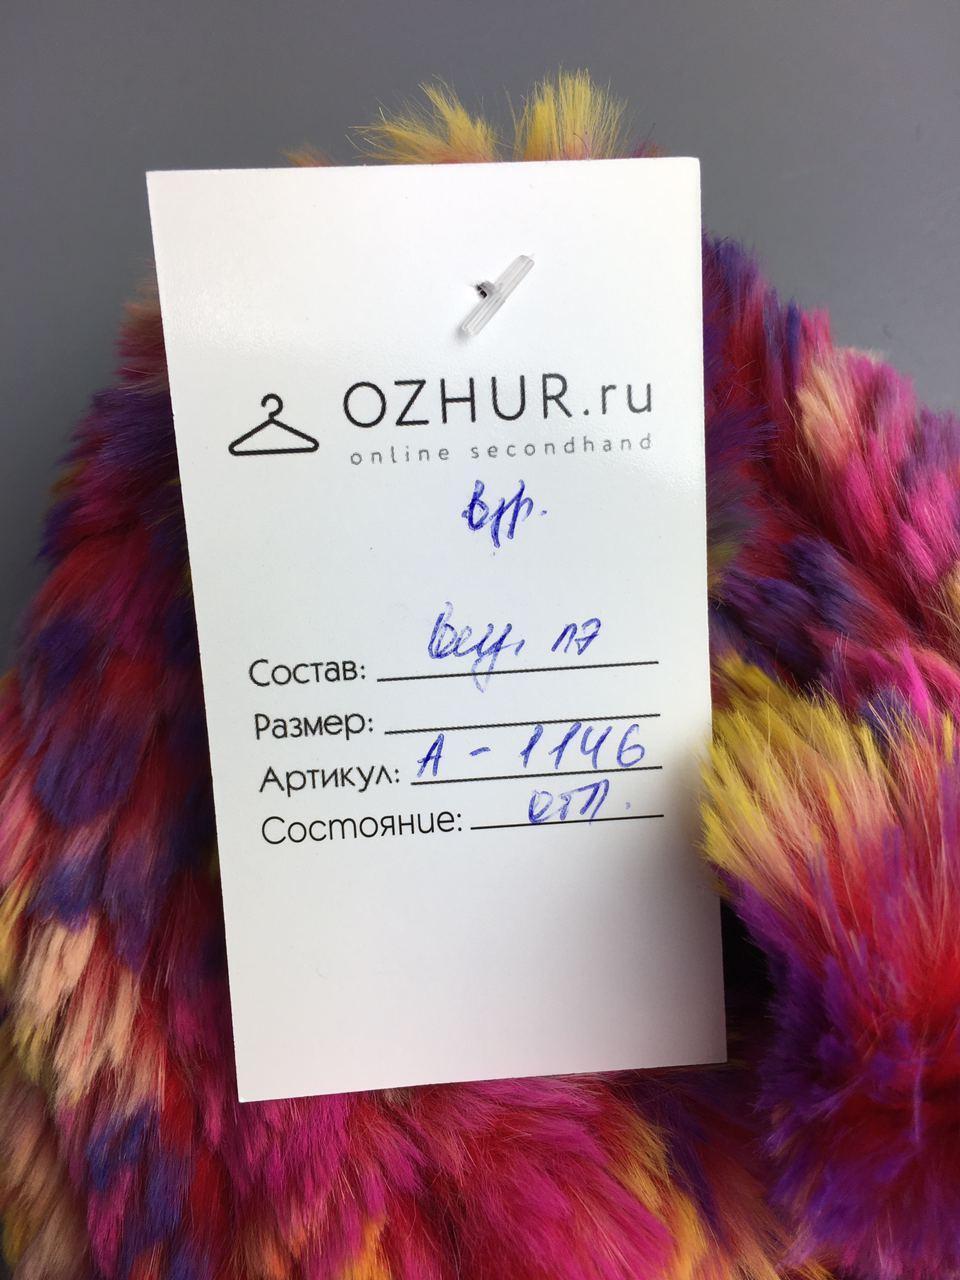 OZHUR.ru
online secondhand
Состав:
Размер:
Артикул: А - 1146
Состояние: отл.